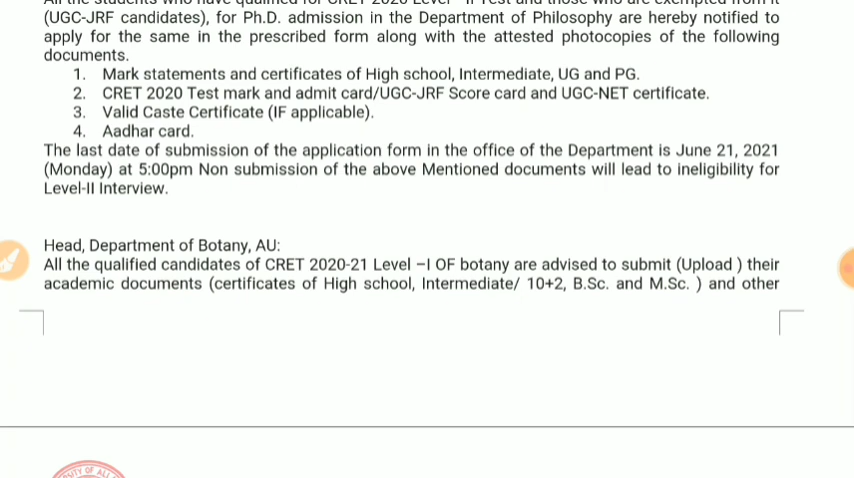 (UGC-JRF candidates), for Ph.D. admission in the Department of Philosophy are hereby notified to
apply for the same in the prescribed form along with the attested photocopies of the following
documents.
1. Mark statements and certificates of High school, Intermediate, UG and PG.
2. CRET 2020 Test mark and admit card/UGC-JRF Score card and UGC-NET certificate.
3. Valid Caste Certificate (IF applicable).
4. Aadhar card.
The last date of submission of the application form in the office of the Department is June 21, 2021
(Monday) at 5:00pm Non submission of the above Mentioned documents will lead to ineligibility for
Level-II Interview.
Head, Department of Botany, AU:
All the qualified candidates of CRET 2020-21 Level –I OF botany are advised to submit (Upload ) their
academic documents (certificates of High school, Intermediate/ 10+2, B.Sc. and M.Sc. ) and other